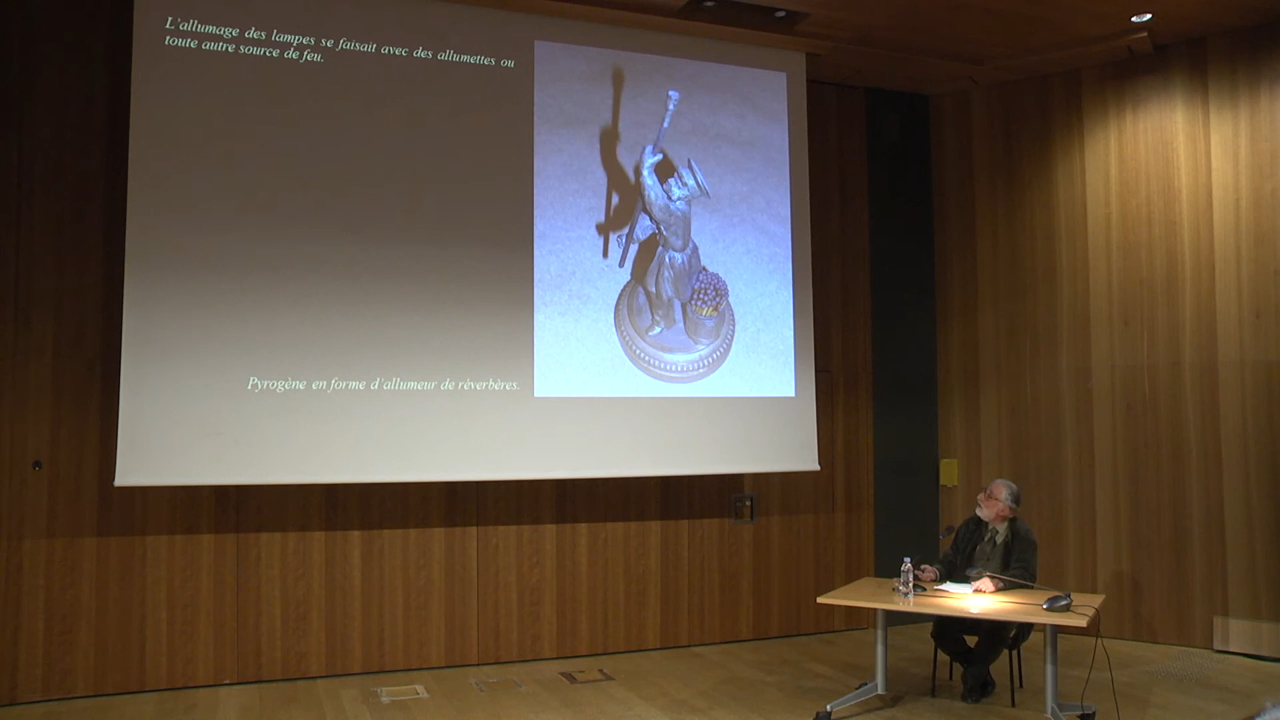 L'allumage des lampes se faisait avec des allumettes ou
toute autre source de feu.
Pyrogène en forme d'allumeur de réverbères.